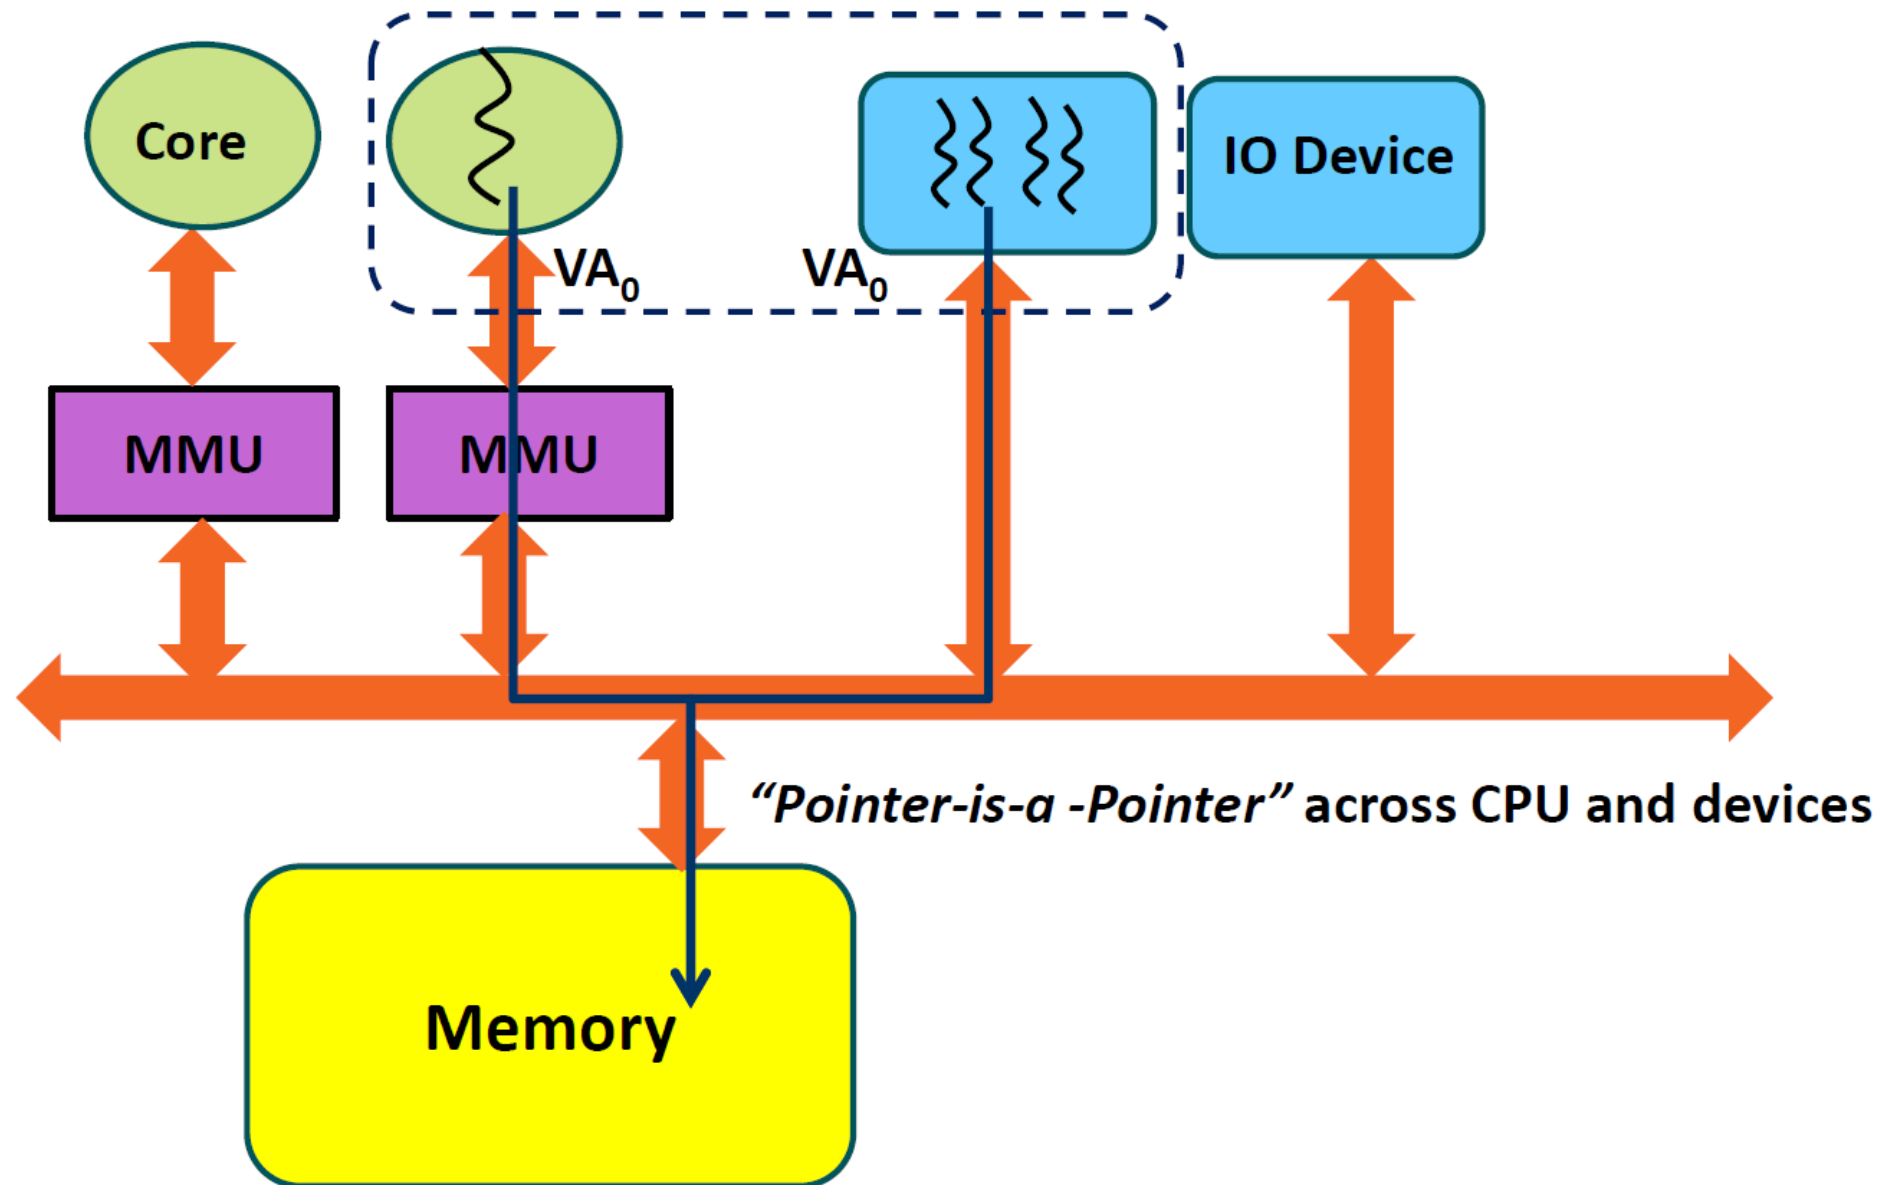 Core
IO Device
VA₀
VA₀
MMU
MMU
“Pointer-is-a -Pointer” across CPU and devices
Memory